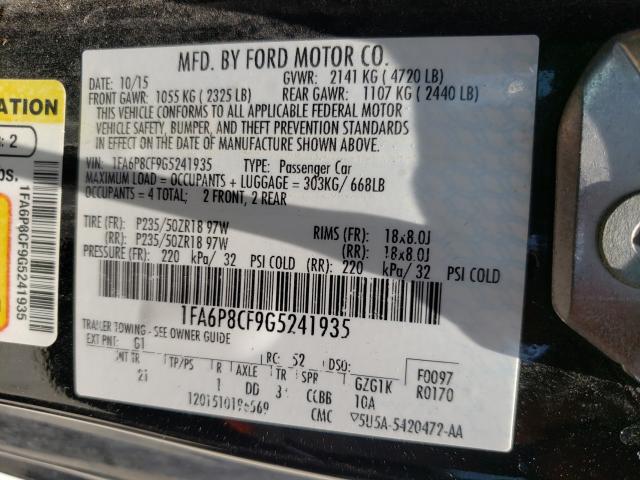 MFD. BY FORD MOTOR CO.
DATE: 10/15 GVWR: 2141 KG ( 4720 LB)
FRONT GAWR: 1055 KG ( 2325 LB) REAR GAWR: 1107 KG ( 2440 LB)
THIS VEHICLE CONFORMS TO ALL APPLICABLE FEDERAL MOTOR
VEHICLE SAFETY, BUMPER, AND THEFT PREVENTION STANDARDS
IN EFFECT ON THE DATE OF MANUFACTURE SHOWN ABOVE.
VIN: 1FA6P8CF9G5241935 TYPE: Passenger Car
MAXIMUM LOAD = OCCUPANTS + LUGGAGE = 303KG/ 668LB
OCCUPANTS = 4 TOTAL: 2 FRONT, 2 REAR
TIRE (FR): P235/50ZR18 97W RIMS (FR): 18x8.0J
(RR): P235/50ZR18 97W (RR): 18x8.0J
PRESSURE (FR): 220 kPa/ 32 PSI COLD (RR): 220 kPa/ 32 PSI COLD
1FA6P8CF9G5241935
TRAILER TOWING - SEE OWNER GUIDE
EXT PNT: G1 RC: 52 DSO: F0097
INT TR TP/PS R AXLE TR SPR GZG1K R0170
1 DG CCBB 10A
CMC 5U5A-5420472-AA
ATION
: 2
bs.
1FA6P8CF9G5241935